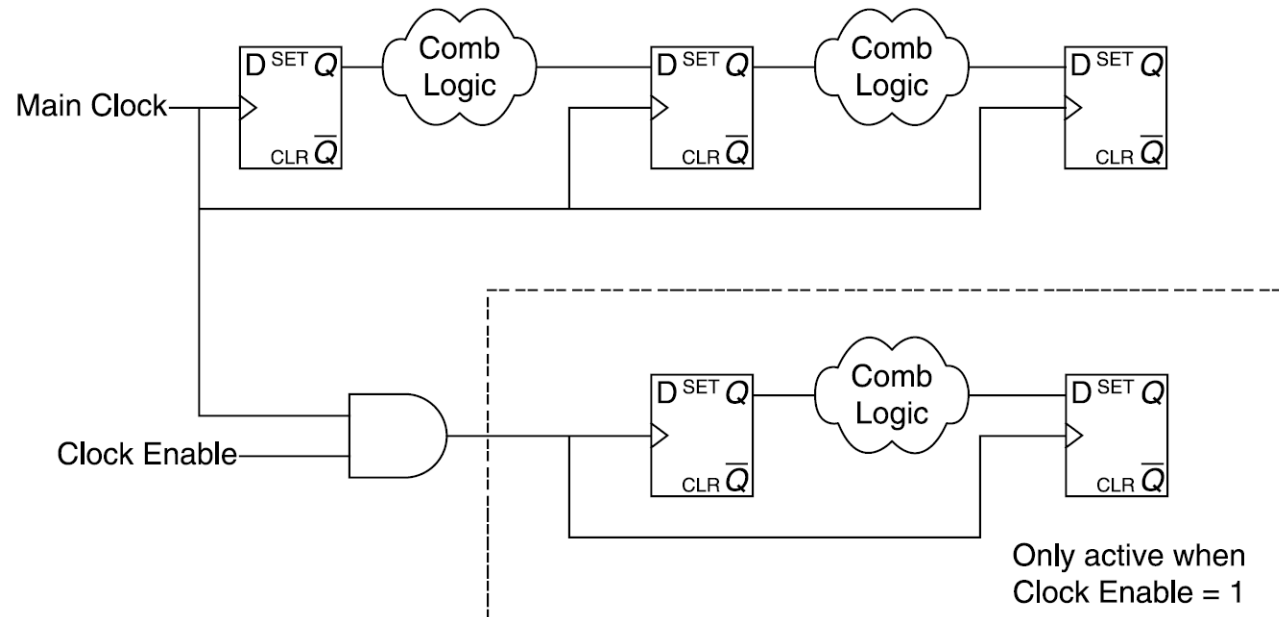 D SET Q
CLR Q̅
Comb
Logic
D SET Q
CLR Q̅
Comb
Logic
D SET Q
CLR Q̅
Main Clock
Clock Enable
D SET Q
CLR Q̅
Comb
Logic
D SET Q
CLR Q̅
Only active when
Clock Enable = 1